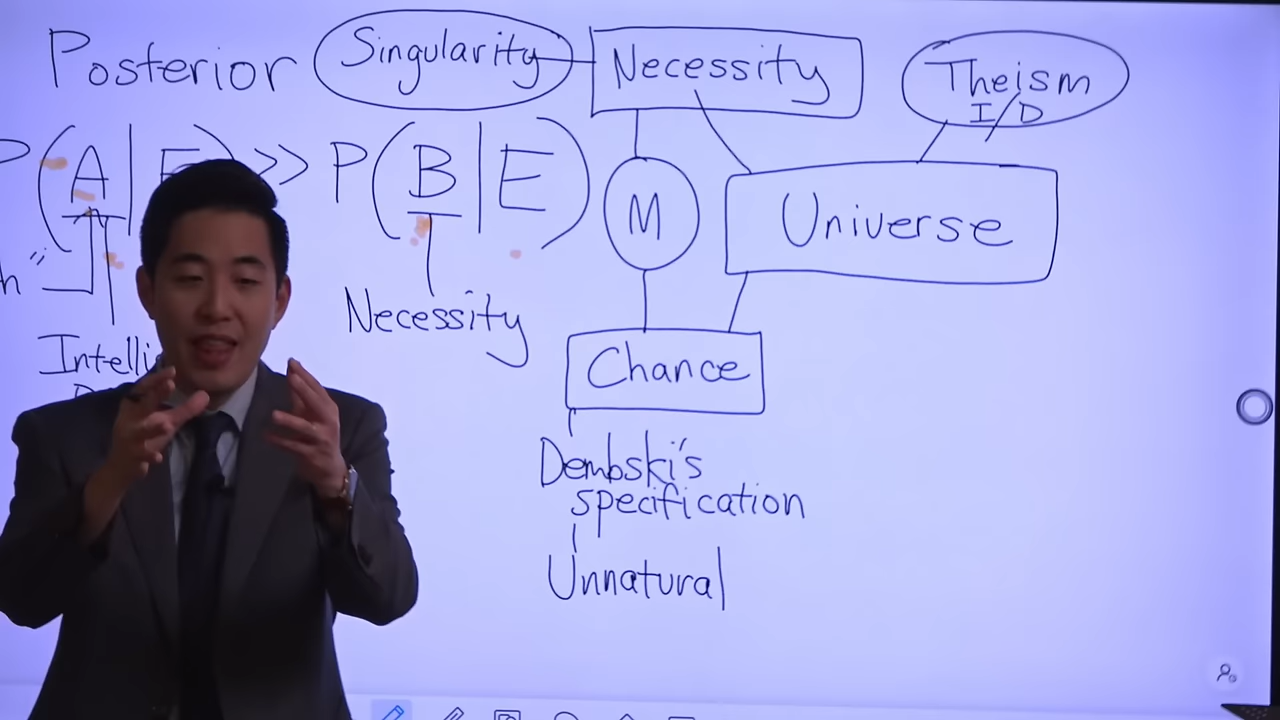 Posterior
Singularity
Necessity
Theism
I/D
P(A|E) >> P(B|E)
M
Universe
Necessity
Chance
Dembski's
specification
Unnatural